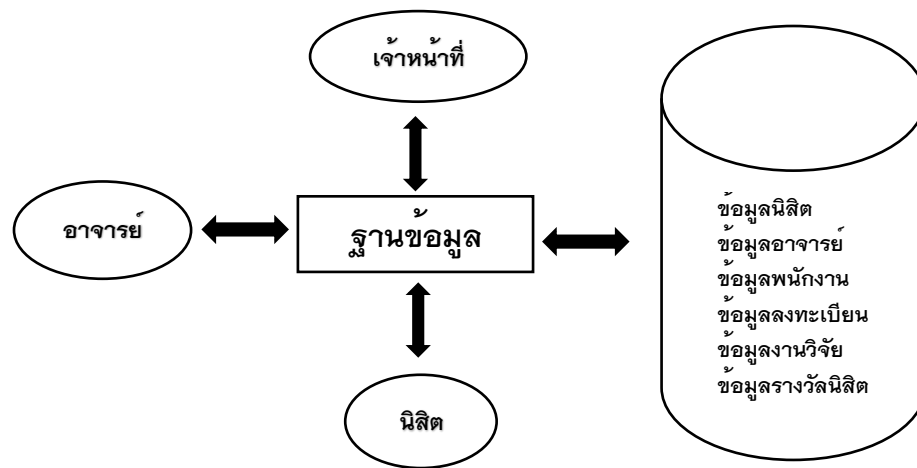 เจ้าหน้าที่
อาจารย์
ฐานข้อมูล
นิสิต
ข้อมูลนิสิต
ข้อมูลอาจารย์
ข้อมูลพนักงาน
ข้อมูลลงทะเบียน
ข้อมูลงานวิจัย
ข้อมูลรางวัลนิสิต